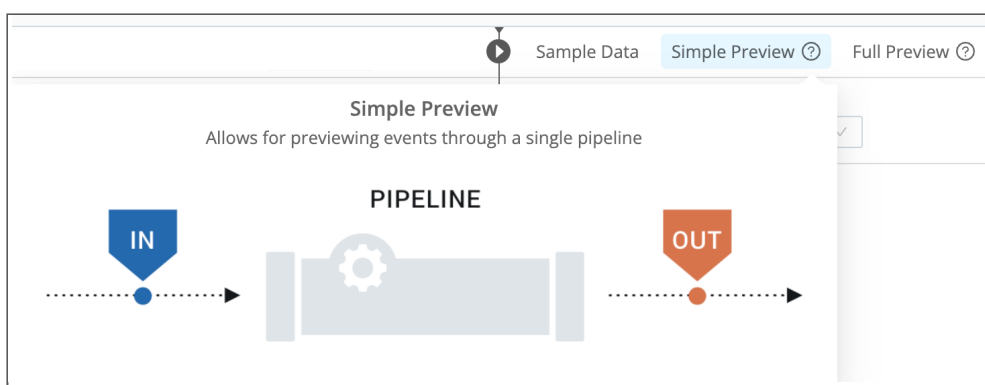 Sample Data Simple Preview Full Preview
Simple Preview
Allows for previewing events through a single pipeline
PIPELINE
IN
OUT